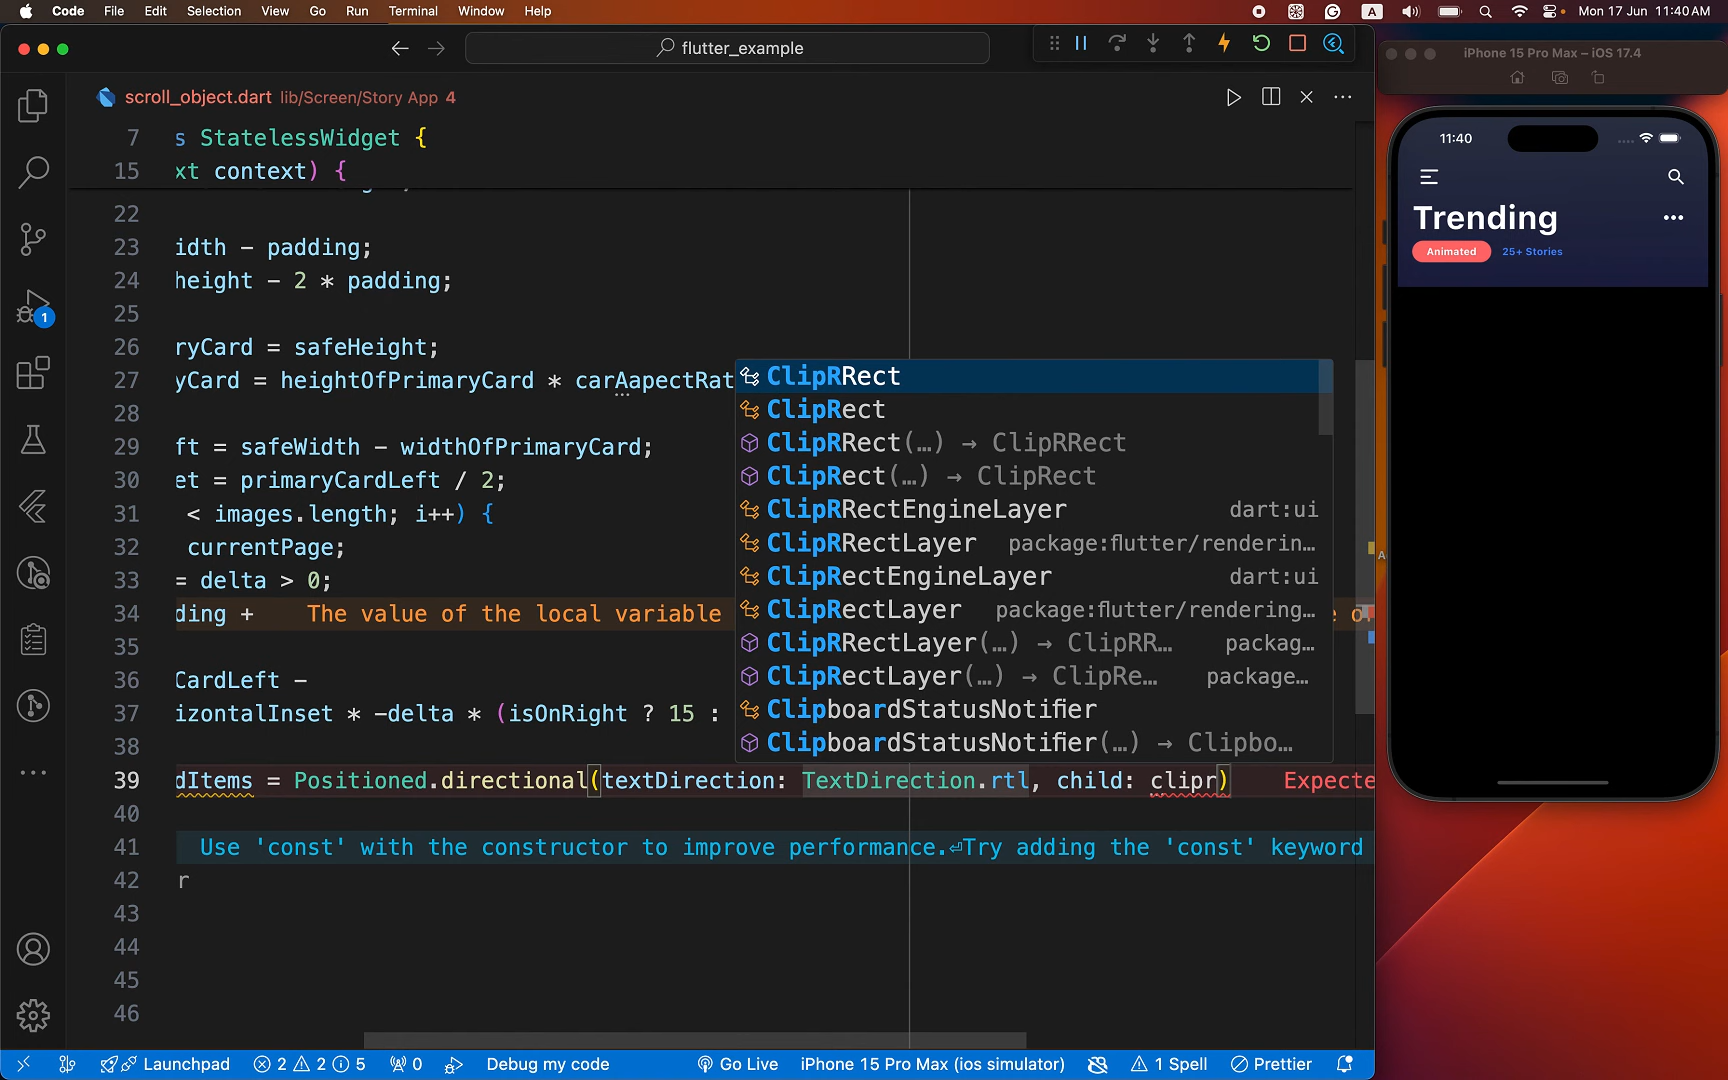 Code File Edit Selection View Go Run Terminal Window Help A Mon 17 Jun 11:40 AM
flutter_example
iPhone 15 Pro Max – iOS 17.4
scroll_object.dart lib/Screen/Story App 4
7 s StatelessWidget {
15 xt context) {
22
23 idth - padding;
24 height - 2 * padding;
25
26 ryCard = safeHeight;
27 yCard = heightOfPrimaryCard * carAapectRat
28
29 ft = safeWidth - widthOfPrimaryCard;
30 et = primaryCardLeft / 2;
31 < images.length; i++) {
32 currentPage;
33 = delta > 0;
34 ding + The value of the local variable
35
36 CardLeft -
37 izontalInset * -delta * (isOnRight ? 15 :
38
39 dItems = Positioned.directional(textDirection: TextDirection.rtl, child: clipr) Expecte
40
41 Use 'const' with the constructor to improve performance.⏎Try adding the 'const' keyword
42 r
43
44
45
46
ClipRRect
ClipRect
ClipRRect(…) → ClipRRect
ClipRect(…) → ClipRect
ClipRRectEngineLayer dart:ui
ClipRRectLayer package:flutter/renderin…
ClipRectEngineLayer dart:ui
ClipRectLayer package:flutter/rendering…
ClipRRectLayer(…) → ClipRR… packag…
ClipRectLayer(…) → ClipRe… package…
ClipboardStatusNotifier
ClipboardStatusNotifier(…) → Clipbo…
1
Launchpad 2 2 5 0 Debug my code Go Live iPhone 15 Pro Max (ios simulator) 1 Spell Prettier
11:40
Trending
Animated 25+ Stories